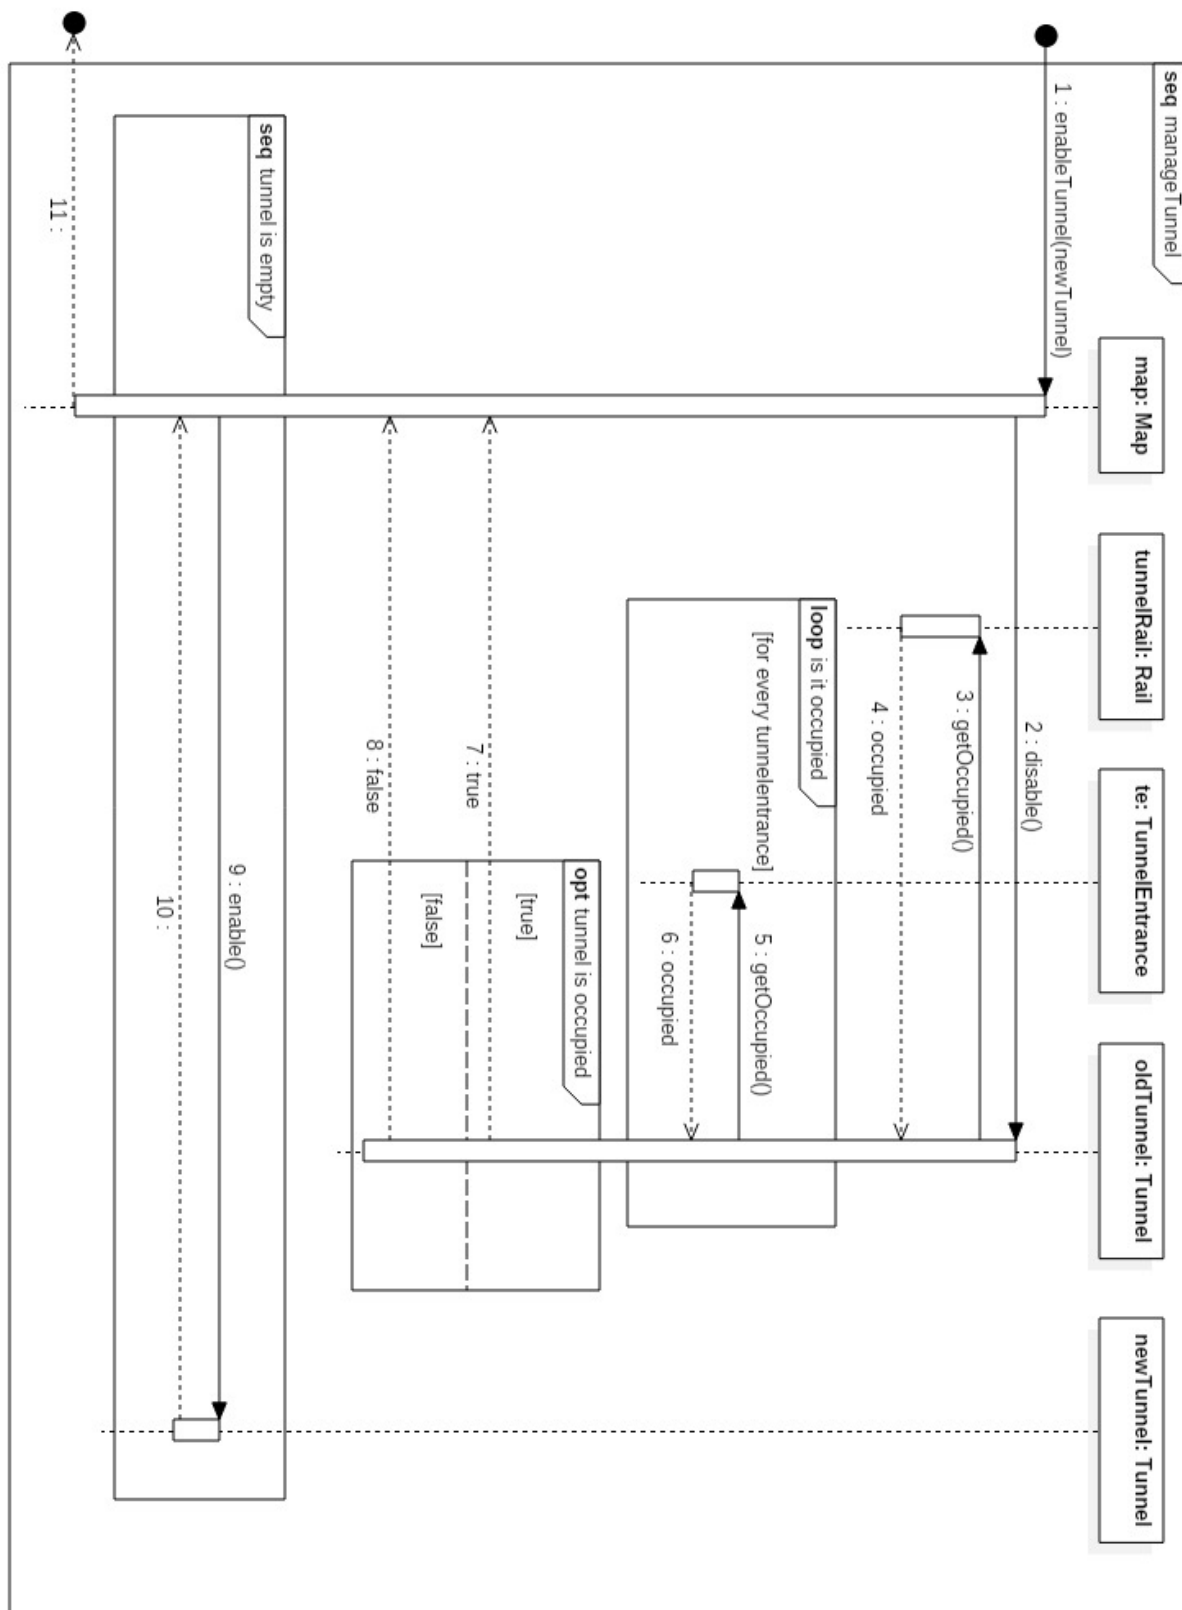 seq manageTunnel
map: Map
tunnelRail: Rail
te: TunnelEntrance
oldTunnel: Tunnel
newTunnel: Tunnel
1 : enableTunnel(newTunnel)
2 : disable()
3 : getOccupied()
4 : occupied
loop is it occupied
[for every tunnelentrance]
5 : getOccupied()
6 : occupied
opt tunnel is occupied
[true]
7 : true
[false]
8 : false
seq tunnel is empty
9 : enable()
10 :
11 :